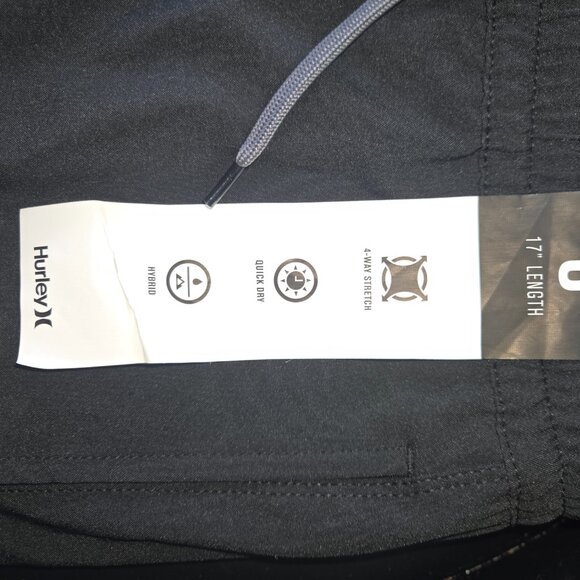 17" LENGTH
4-WAY STRETCH
QUICK DRY
HYBRID
Hurley